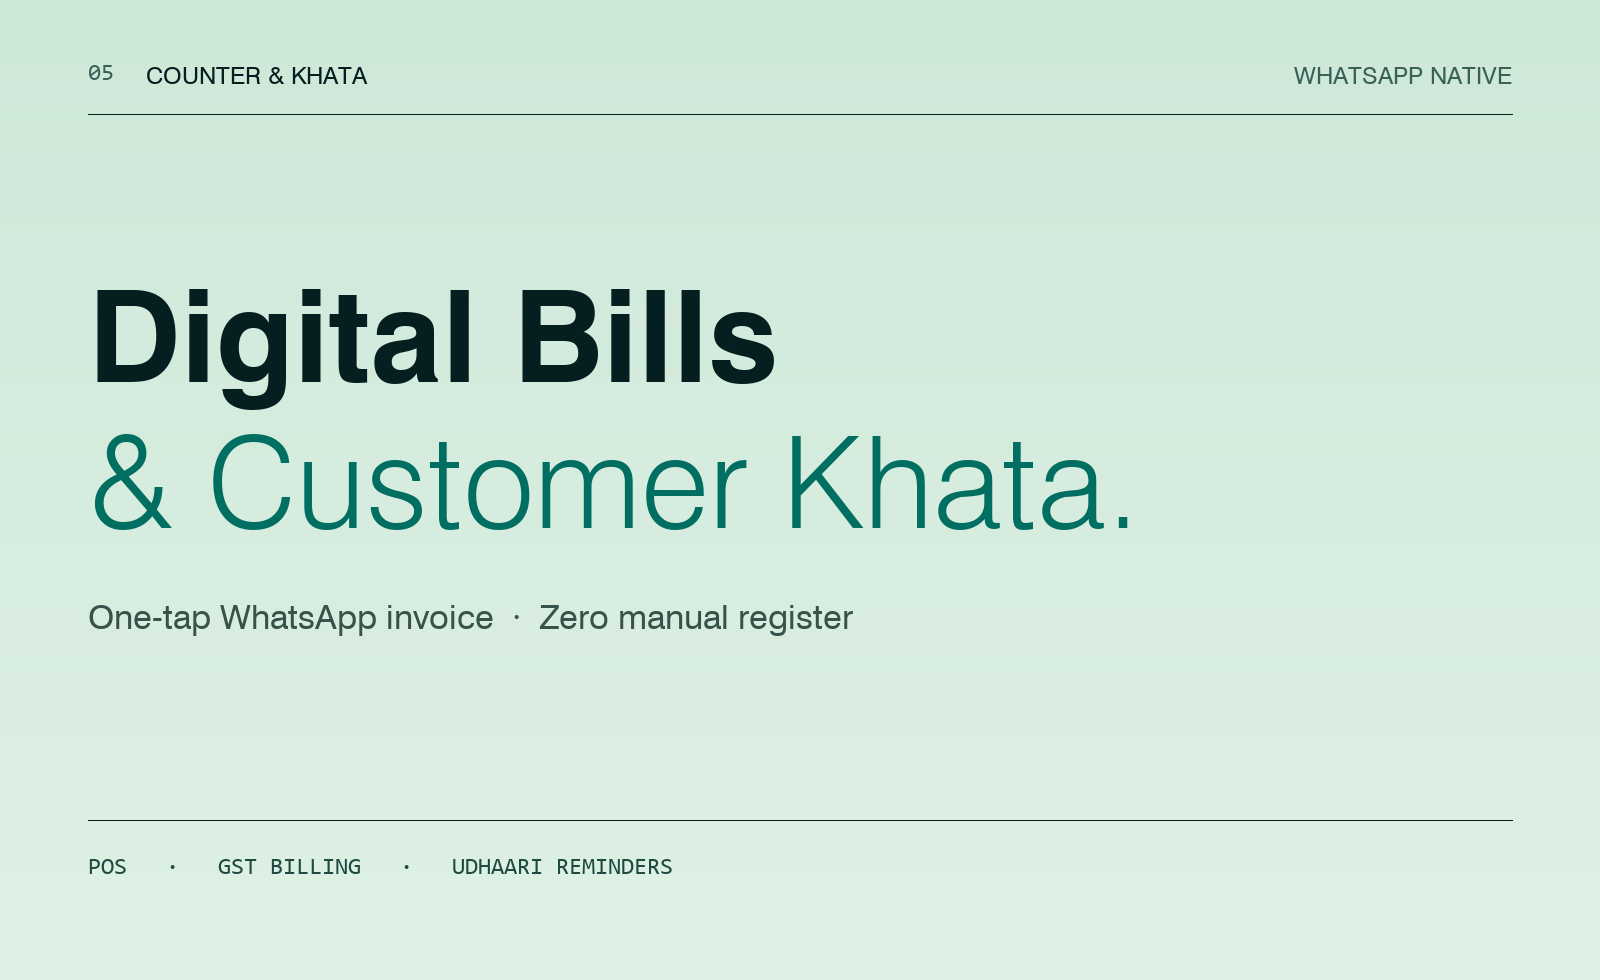 05 COUNTER & KHATA WHATSAPP NATIVE
Digital Bills
& Customer Khata.
One-tap WhatsApp invoice · Zero manual register
POS · GST BILLING · UDHAARI REMINDERS